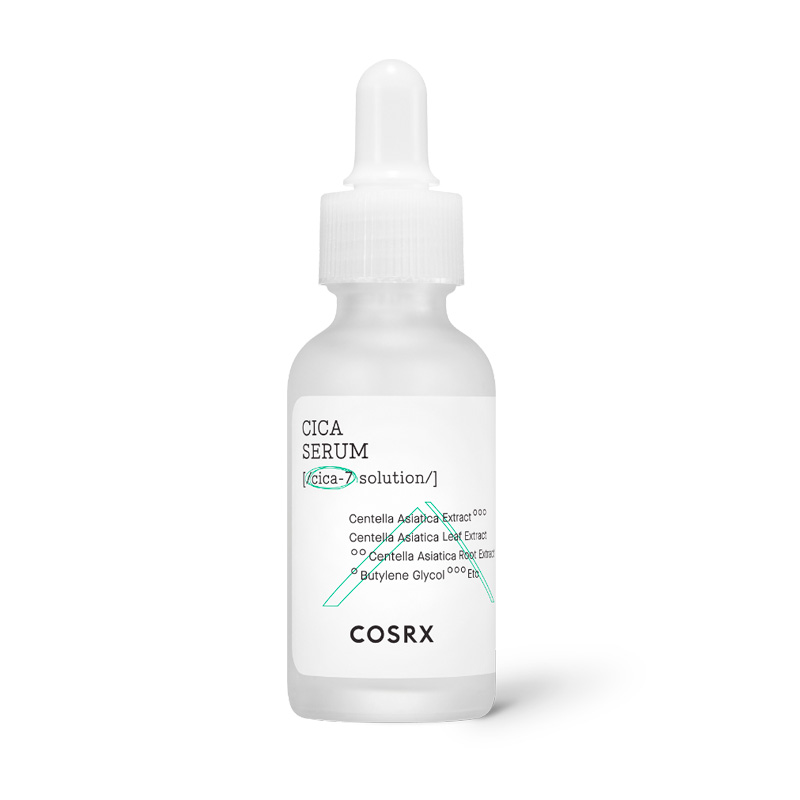 CICA
SERUM
[/cica-7 solution/]
Centella Asiatica Extract °°°
Centella Asiatica Leaf Extract
°° Centella Asiatica Root Extract
° Butylene Glycol °°° Etc
COSRX